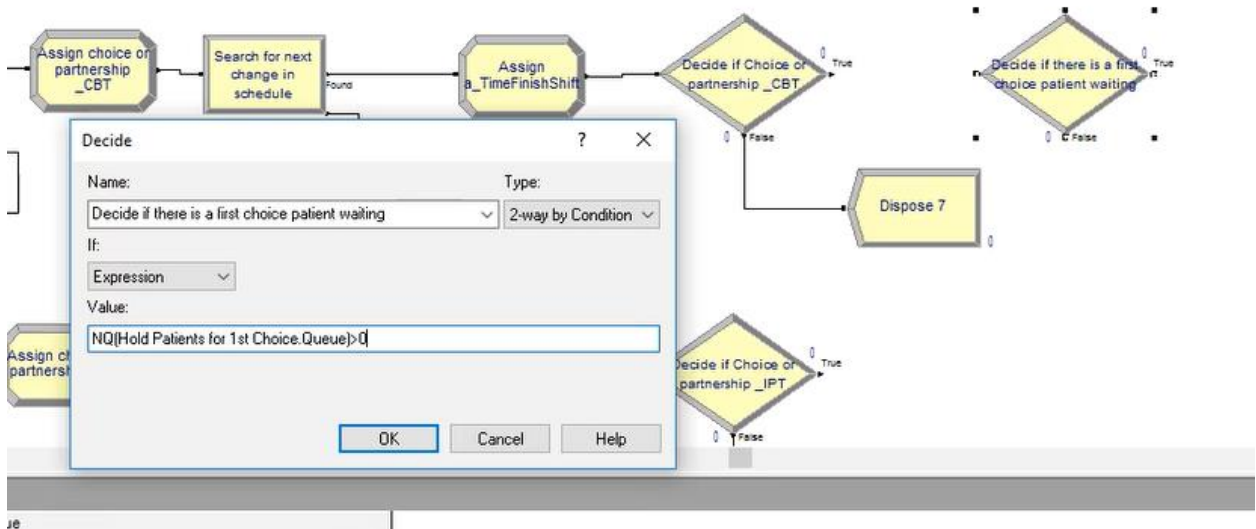 Assign choice or
partnership
_CBT
Search for next
change in
schedule
Found
Assign
a_TimeFinishShift
0
Decide if Choice or
partnership _CBT
True
0
False
0
Decide if there is a first
choice patient waiting
True
0
False
Dispose 7
0
Decide
?
Name:
Type:
Decide if there is a first choice patient waiting
2-way by Condition
If:
Expression
Value:
NQ(Hold Patients for 1st Choice.Queue)>0
OK
Cancel
Help
Assign ch
partnersh
0
Decide if Choice or
partnership _IPT
True
0
False
ue